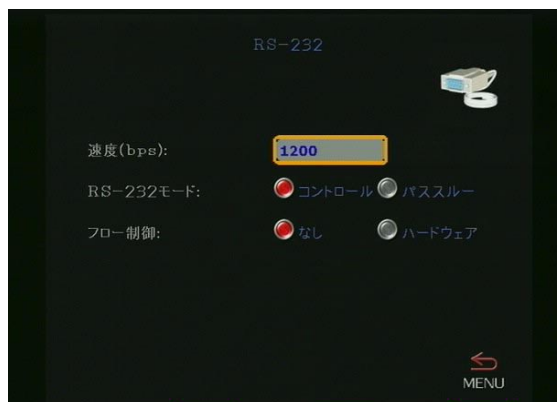 RS-232
速度(bps): 1200
RS-232モード: コントロール パススルー
フロー制御: なし ハードウェア
MENU